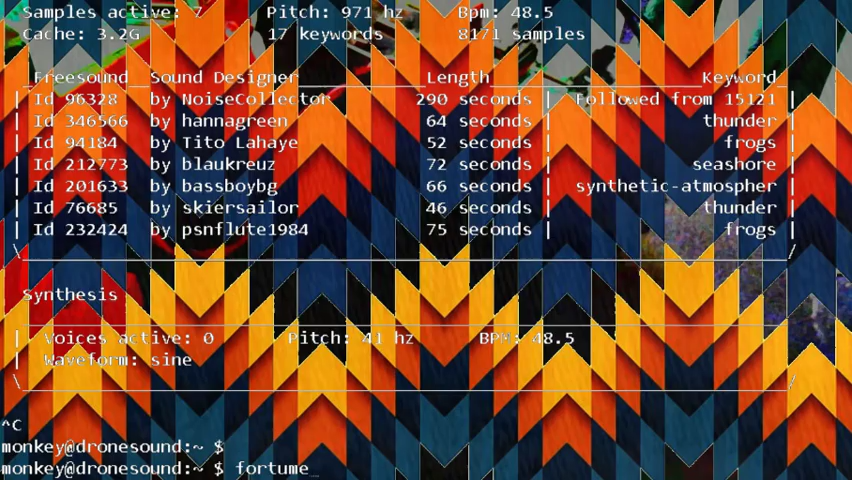 Samples active: 7 Pitch: 971 hz Bpm: 48.5
Cache: 3.2G 17 keywords 8171 samples
Freesound Sound Designer Length Keyword
| Id 96328 by NoiseCollector 290 seconds | Followed from 15121 |
| Id 346566 by hannagreen 64 seconds | thunder |
| Id 94184 by Tito Lahaye 52 seconds | frogs |
| Id 212773 by blaukreuz 72 seconds | seashore |
| Id 201633 by bassboybg 66 seconds | synthetic-atmospher |
| Id 76685 by skiersailor 46 seconds | thunder |
| Id 232424 by psnflute1984 75 seconds | frogs |
Synthesis
| Voices active: 0 Pitch: 41 hz BPM: 48.5 |
| Waveform: sine |
^C
monkey@dronesound:~ $
monkey@dronesound:~ $ fortume_